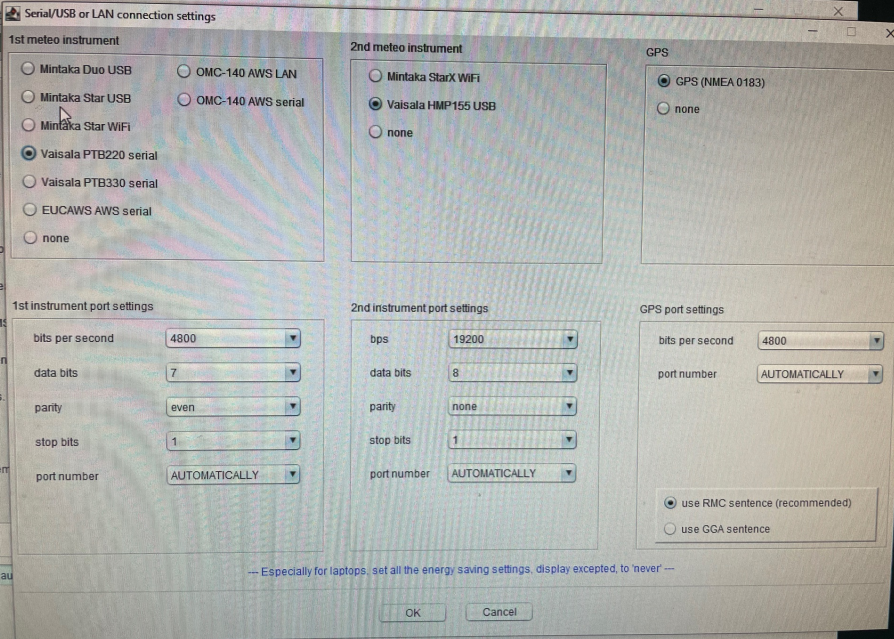 Serial/USB or LAN connection settings
1st meteo instrument
Mintaka Duo USB
OMC-140 AWS LAN
Mintaka Star USB
OMC-140 AWS serial
Mintaka Star WiFi
Vaisala PTB220 serial
Vaisala PTB330 serial
EUCAWS AWS serial
none
2nd meteo instrument
Mintaka StarX WiFi
Vaisala HMP155 USB
none
GPS
GPS (NMEA 0183)
none
1st instrument port settings
bits per second 4800
data bits 7
parity even
stop bits 1
port number AUTOMATICALLY
2nd instrument port settings
bps 19200
data bits 8
parity none
stop bits 1
port number AUTOMATICALLY
GPS port settings
bits per second 4800
port number AUTOMATICALLY
use RMC sentence (recommended)
use GGA sentence
--- Especially for laptops, set all the energy saving settings, display excepted, to 'never' ---
OK Cancel